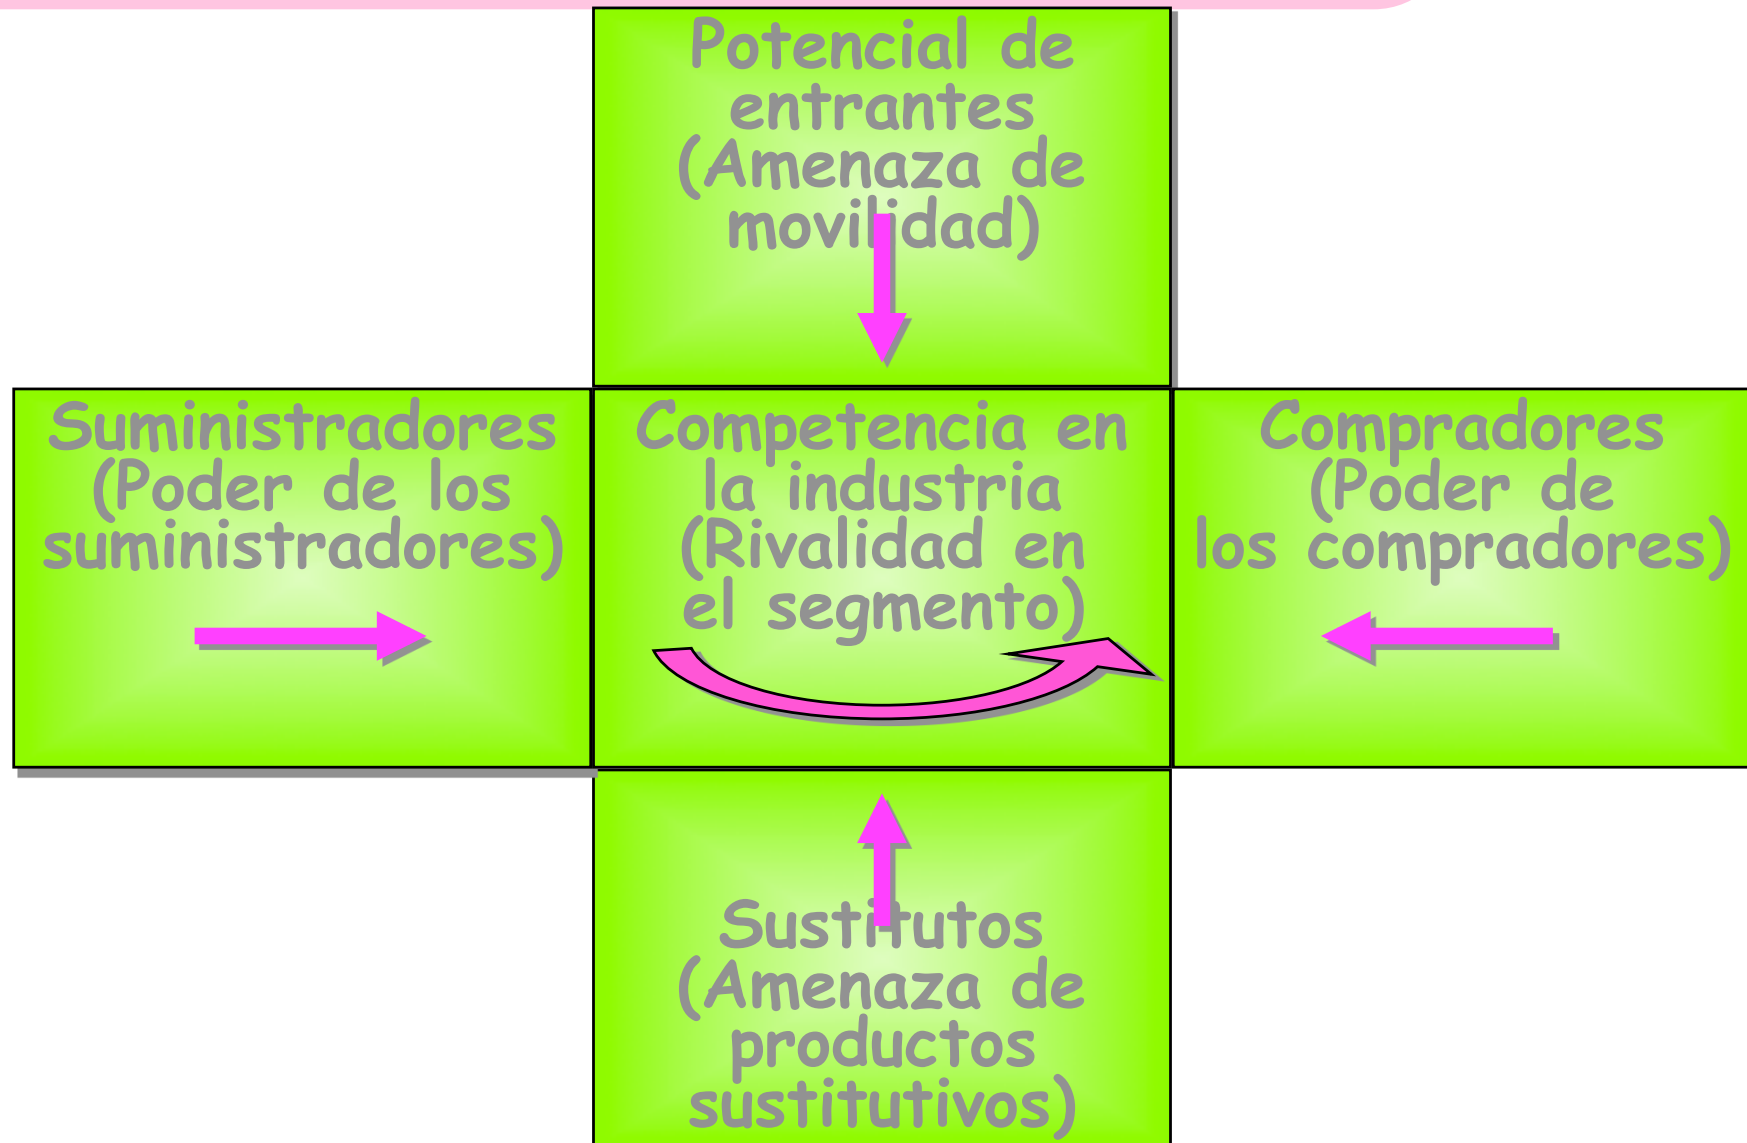 Potencial de
entrantes
(Amenaza de
movilidad)
Suministradores
(Poder de los
suministradores)
Competencia en
la industria
(Rivalidad en
el segmento)
Compradores
(Poder de
los compradores)
Sustitutos
(Amenaza de
productos
sustitutivos)